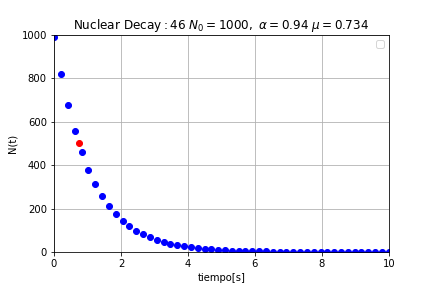 Nuclear Decay : 46 N₀ = 1000, α = 0.94 μ = 0.734
1000
800
600
400
200
0
N(t)
0 2 4 6 8 10
tiempo[s]